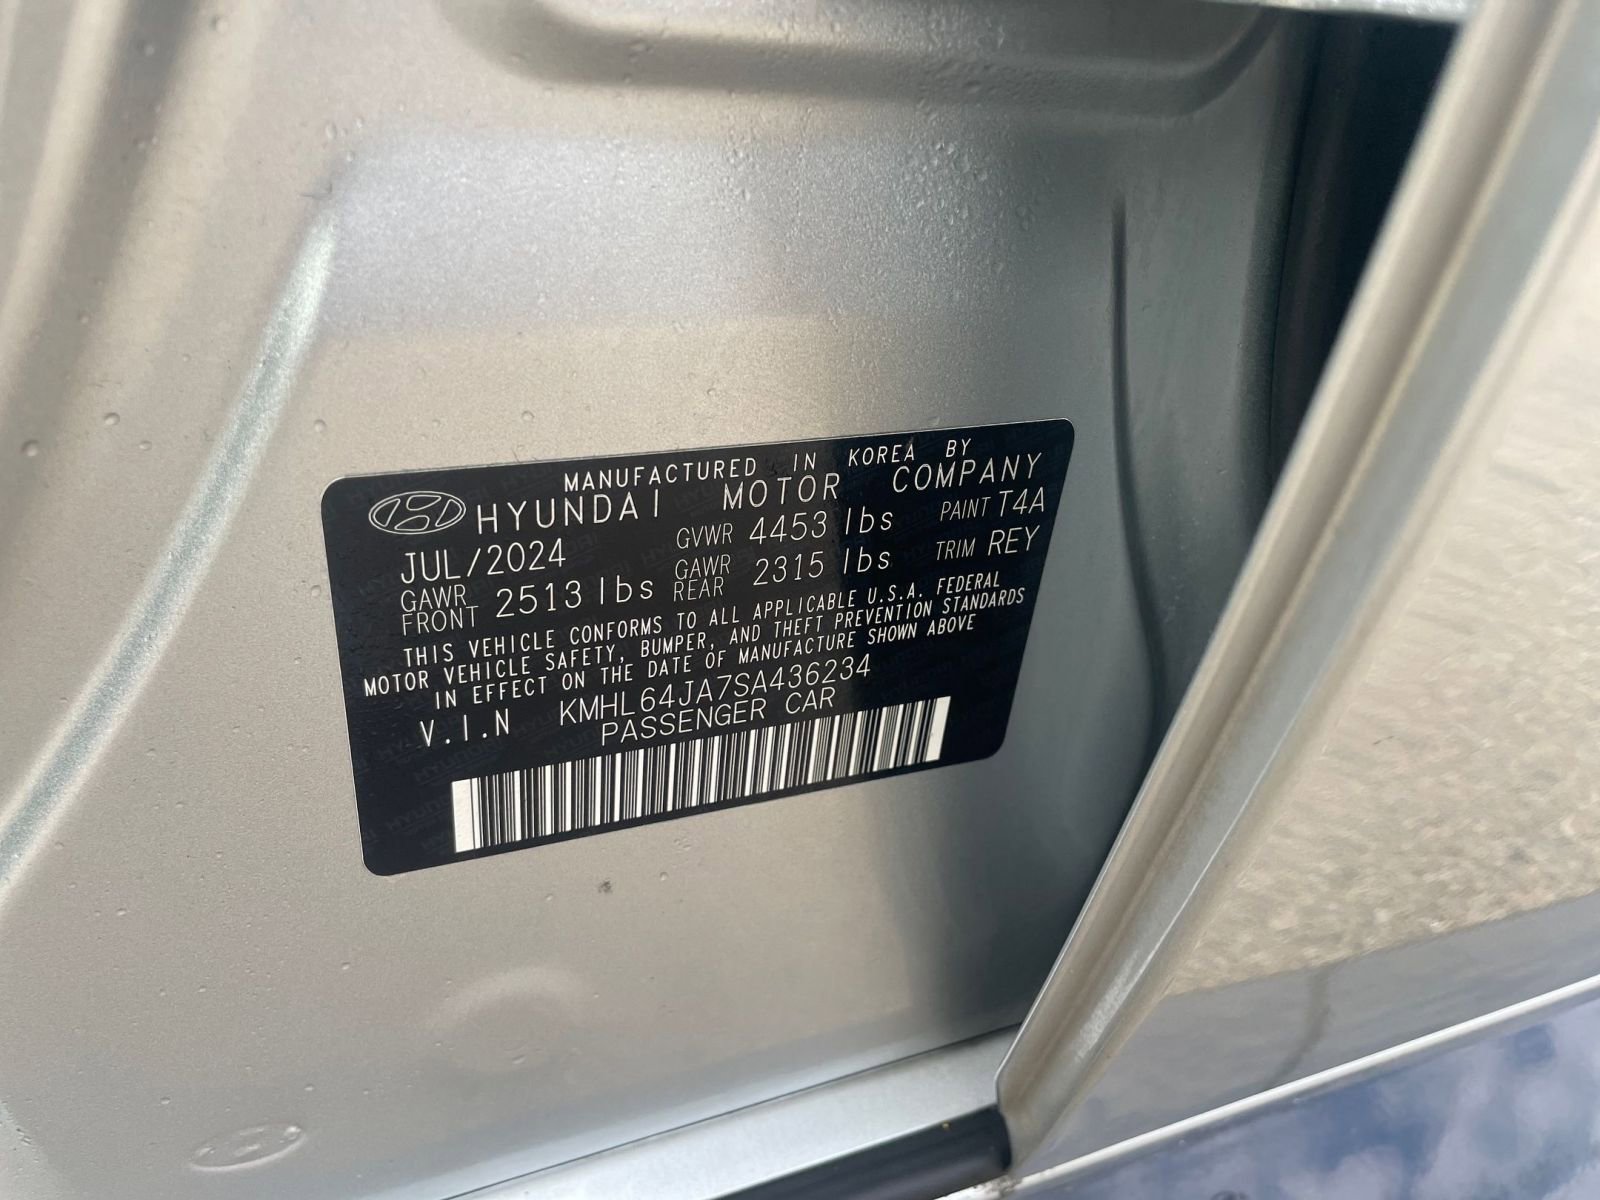 MANUFACTURED IN KOREA BY
HYUNDAI MOTOR COMPANY
JUL/2024 GVWR 4453 lbs PAINT T4A
GAWR FRONT 2513 lbs GAWR REAR 2315 lbs TRIM REY
THIS VEHICLE CONFORMS TO ALL APPLICABLE U.S.A. FEDERAL
MOTOR VEHICLE SAFETY, BUMPER, AND THEFT PREVENTION STANDARDS
IN EFFECT ON THE DATE OF MANUFACTURE SHOWN ABOVE
V.I.N KMHL64JA7SA436234
PASSENGER CAR